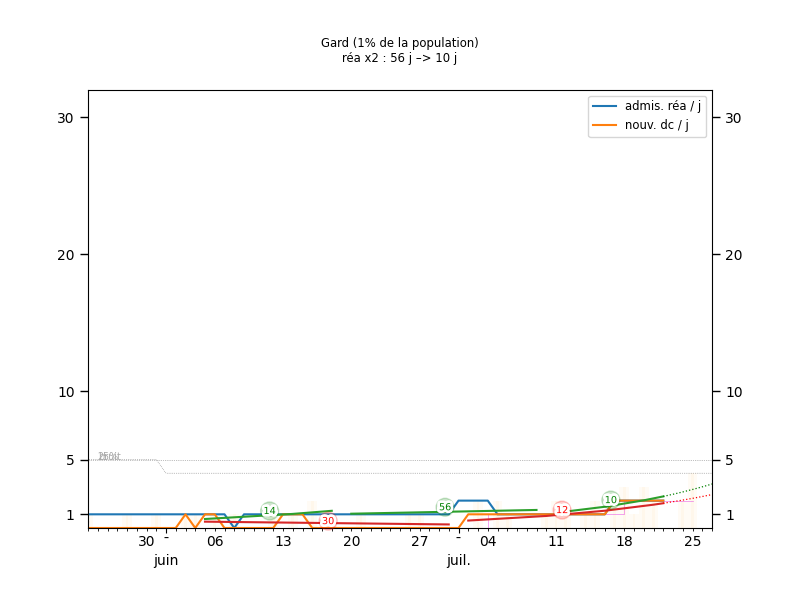 Gard (1% de la population)
réa x2 : 56 j –> 10 j
admis. réa / j
nouv. dc / j
30 30
20 20
10 10
5 5
1 1
14 30 56 12 10
30 - 06 13 20 27 - 04 11 18 25
juin juil.